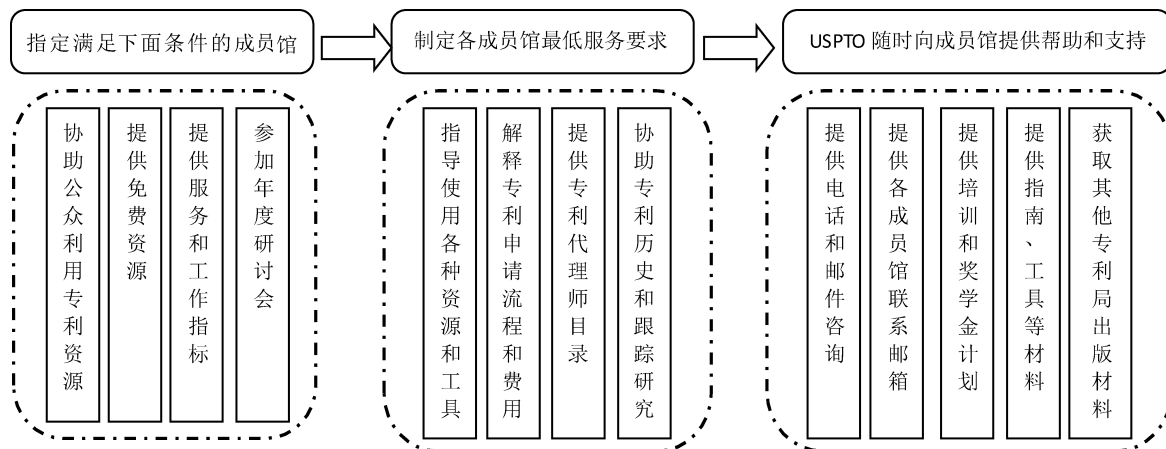 指定满足下面条件的成员馆
制定各成员馆最低服务要求
USPTO 随时向成员馆提供帮助和支持
协助公众利用专利资源
提供免费资源
提供服务和工作指标
参加年度研讨会
指导使用各种资源和工具
解释专利申请流程和费用
提供专利代理师目录
协助专利历史和跟踪研究
提供电话和邮件咨询
提供各成员馆联系邮箱
提供培训和奖学金计划
提供指南、工具等材料
获取其他专利局出版材料